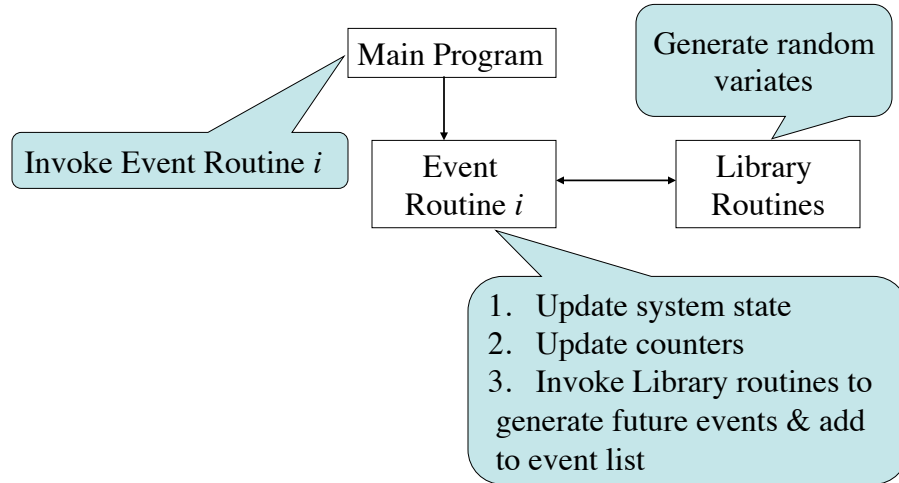 Main Program
Generate random
variates
Invoke Event Routine i
Event
Routine i
Library
Routines
1. Update system state
2. Update counters
3. Invoke Library routines to
generate future events & add
to event list